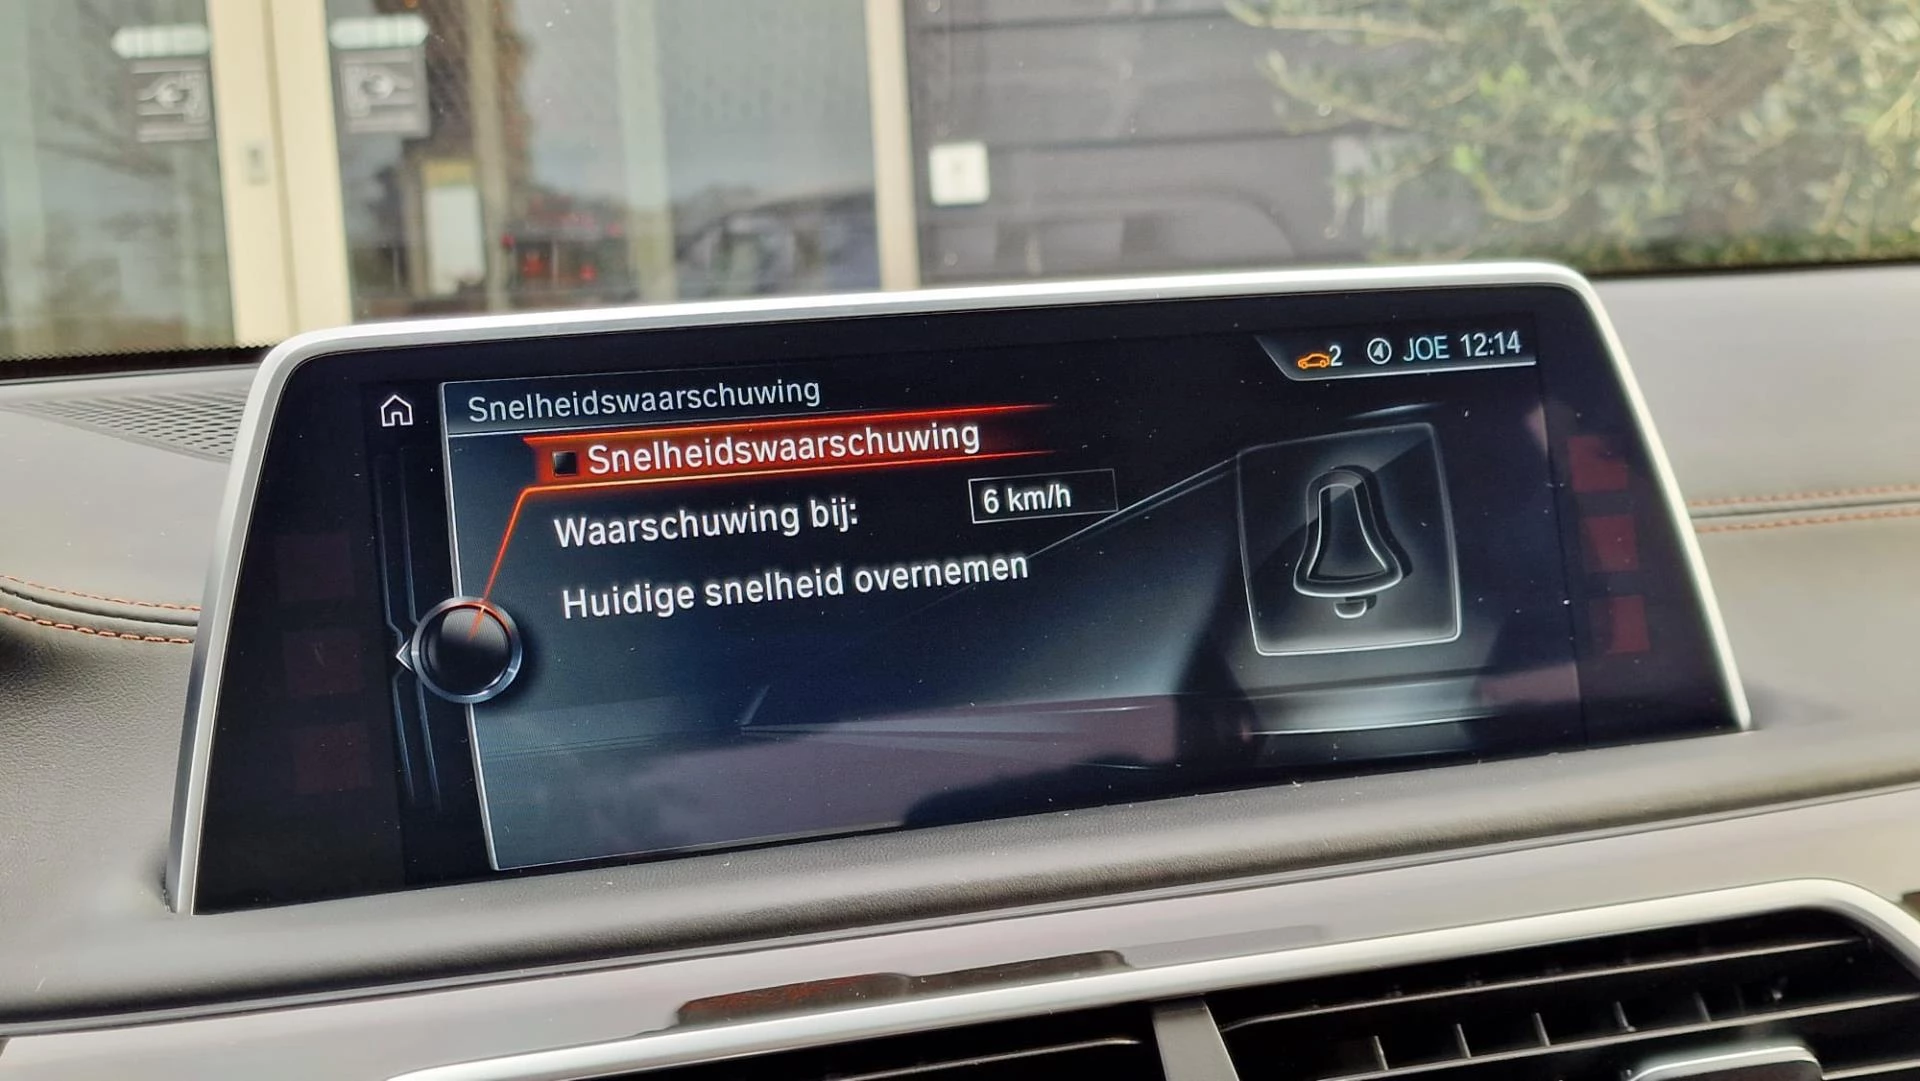 2 JOE 12:14
Snelheidswaarschuwing
Snelheidswaarschuwing
Waarschuwing bij: 6 km/h
Huidige snelheid overnemen